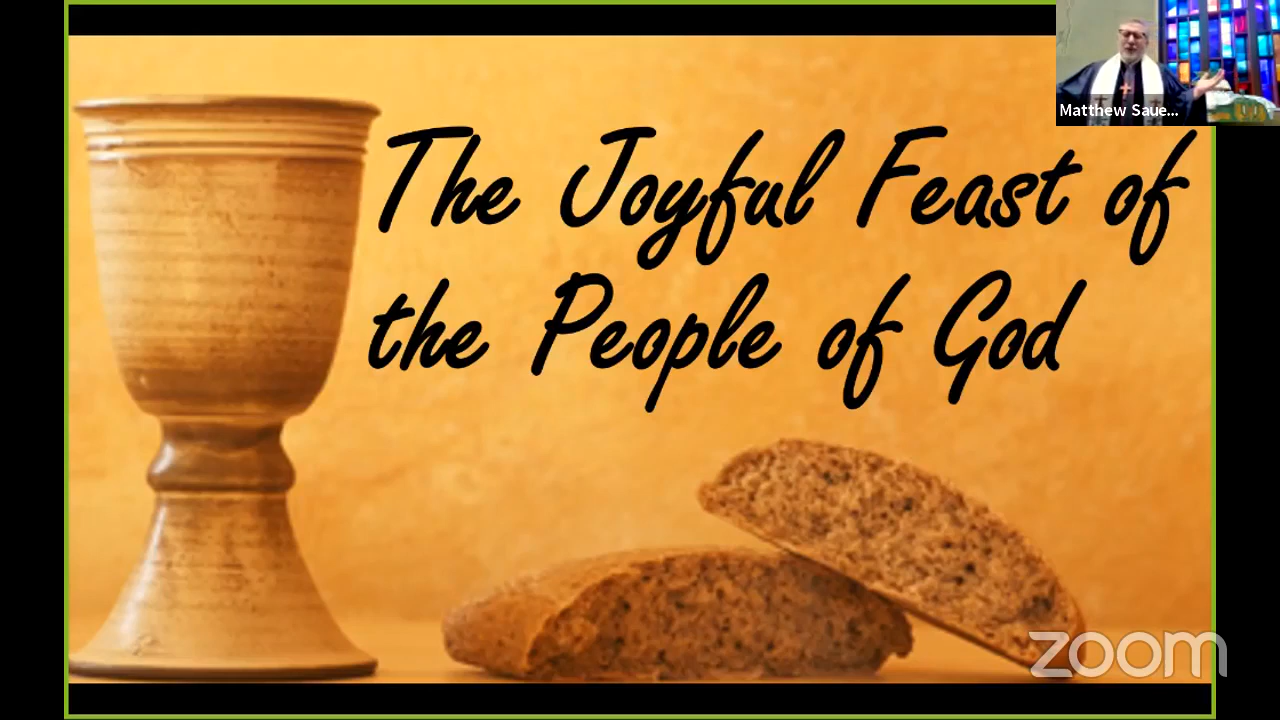 The Joyful Feast of
the People of God
Matthew Saue...
zoom